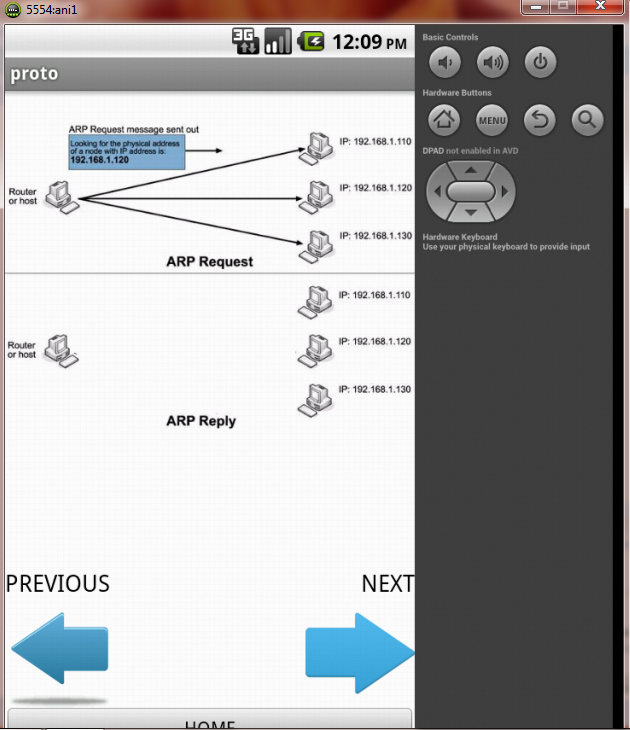 5554:ani1
3G
12:09 PM
proto
ARP Request message sent out
Looking for the physical address
of a node with IP address is:
192.168.1.120
Router
or host
IP: 192.168.1.110
IP: 192.168.1.120
IP: 192.168.1.130
ARP Request
Router
or host
IP: 192.168.1.110
IP: 192.168.1.120
IP: 192.168.1.130
ARP Reply
PREVIOUS
NEXT
HOME
Basic Controls
Hardware Buttons
MENU
DPAD not enabled in AVD
Hardware Keyboard
Use your physical keyboard to provide input